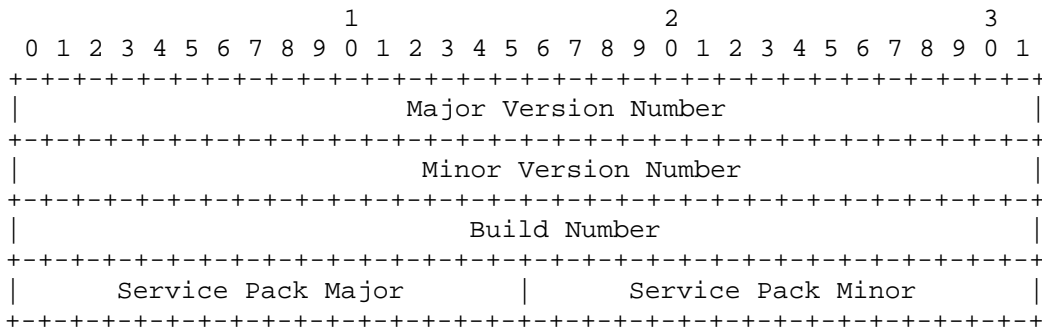 1                   2                   3
 0 1 2 3 4 5 6 7 8 9 0 1 2 3 4 5 6 7 8 9 0 1 2 3 4 5 6 7 8 9 0 1
+-+-+-+-+-+-+-+-+-+-+-+-+-+-+-+-+-+-+-+-+-+-+-+-+-+-+-+-+-+-+-+-+
|                     Major Version Number                      |
+-+-+-+-+-+-+-+-+-+-+-+-+-+-+-+-+-+-+-+-+-+-+-+-+-+-+-+-+-+-+-+-+
|                     Minor Version Number                      |
+-+-+-+-+-+-+-+-+-+-+-+-+-+-+-+-+-+-+-+-+-+-+-+-+-+-+-+-+-+-+-+-+
|                         Build Number                          |
+-+-+-+-+-+-+-+-+-+-+-+-+-+-+-+-+-+-+-+-+-+-+-+-+-+-+-+-+-+-+-+-+
|      Service Pack Major       |      Service Pack Minor       |
+-+-+-+-+-+-+-+-+-+-+-+-+-+-+-+-+-+-+-+-+-+-+-+-+-+-+-+-+-+-+-+-+